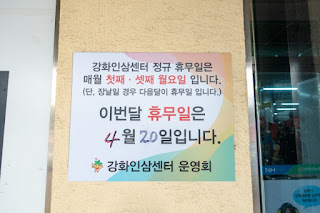 강화인삼센터 정규 휴무일은
매월 첫째·셋째 월요일 입니다.
(단, 장날일 경우 다음달이 휴무일 입니다.)
이번달 휴무일은
4월 20일입니다.
강화인삼센터 운영회
NH